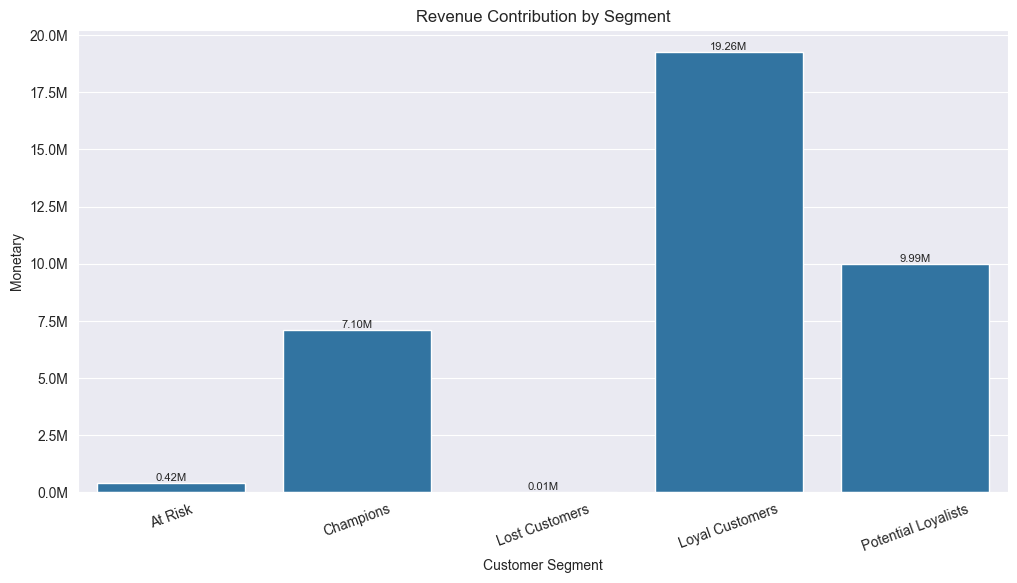 Revenue Contribution by Segment
20.0M
17.5M
15.0M
12.5M
10.0M
7.5M
5.0M
2.5M
0.0M
Monetary
0.42M
7.10M
0.01M
19.26M
9.99M
At Risk
Champions
Lost Customers
Loyal Customers
Potential Loyalists
Customer Segment